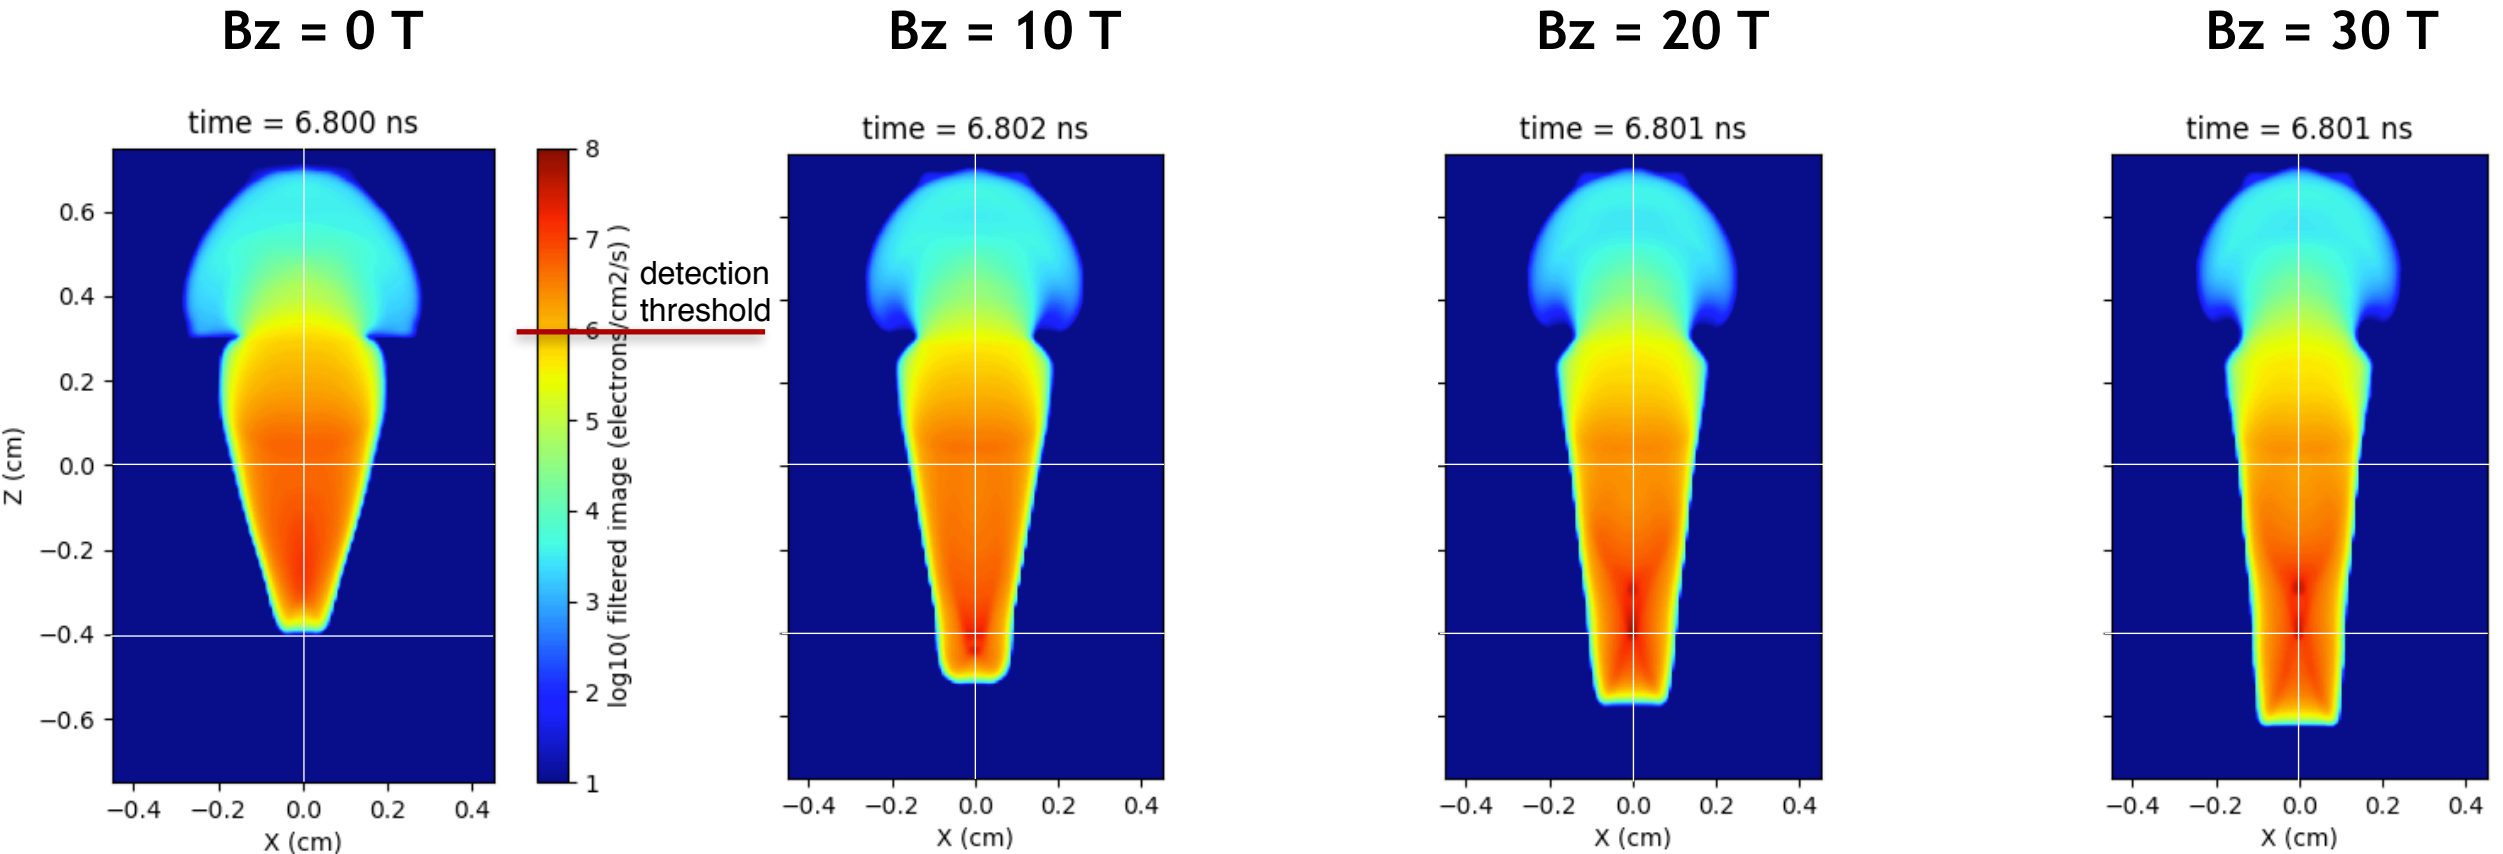 Bz = 0 T
Bz = 10 T
Bz = 20 T
Bz = 30 T
time = 6.800 ns
time = 6.802 ns
time = 6.801 ns
time = 6.801 ns
Z (cm)
0.6
0.4
0.2
0.0
−0.2
−0.4
−0.6
−0.4 −0.2 0.0 0.2 0.4
X (cm)
8
7
6
5
4
3
2
1
log10( filtered image (electrons/cm2/s) )
detection
threshold
−0.4 −0.2 0.0 0.2 0.4
X (cm)
−0.4 −0.2 0.0 0.2 0.4
X (cm)
−0.4 −0.2 0.0 0.2 0.4
X (cm)